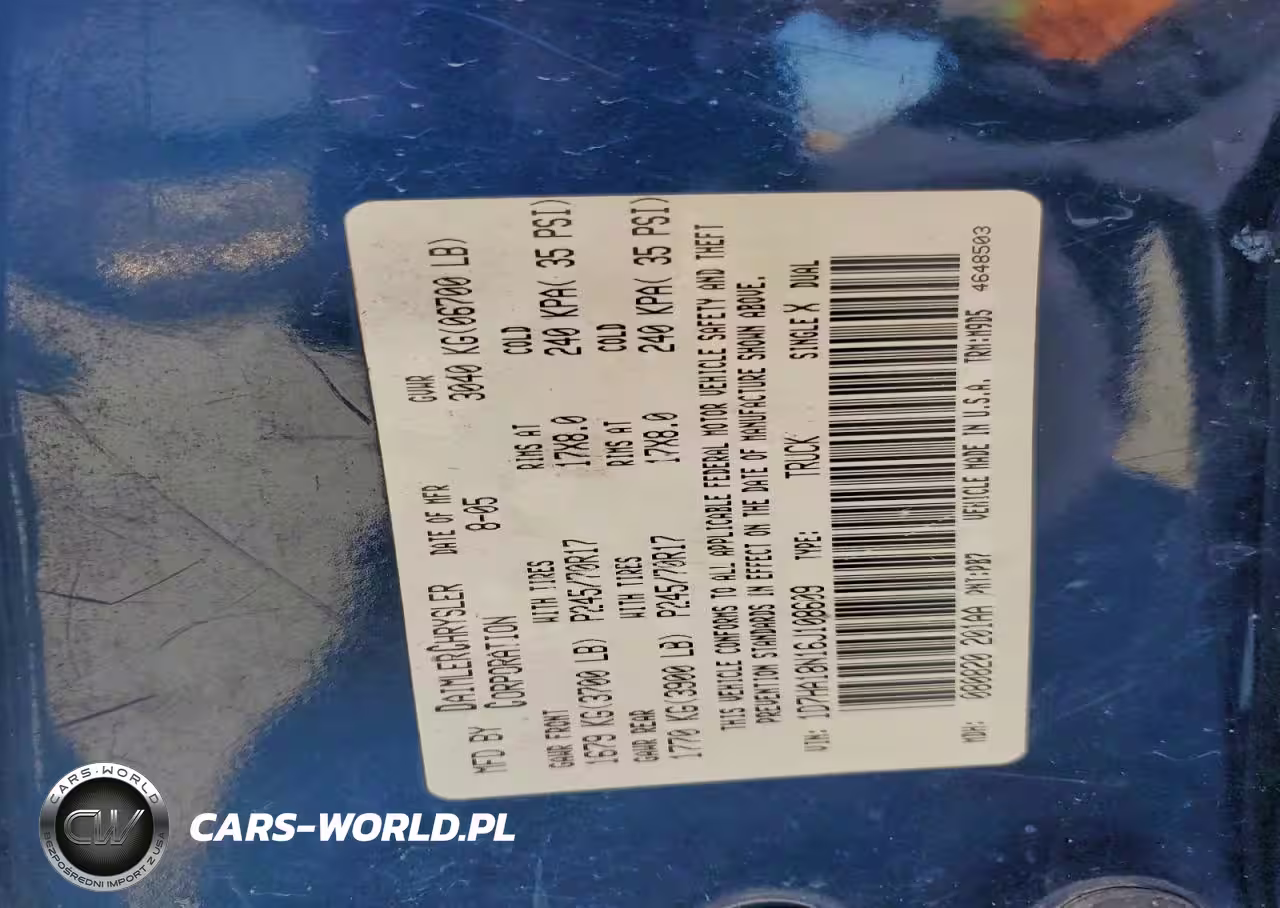 MFD BY DAIMLERCHRYSLER CORPORATION DATE OF MFR 8-05 GVWR 3040 KG(06700 LB)
GAWR FRONT WITH TIRES RIMS AT COLD
1679 KG(3700 LB) P245/70R17 17X8.0 240 KPA( 35 PSI)
GAWR REAR WITH TIRES RIMS AT COLD
1770 KG(3900 LB) P245/70R17 17X8.0 240 KPA( 35 PSI)
THIS VEHICLE CONFORMS TO ALL APPLICABLE FEDERAL MOTOR VEHICLE SAFETY AND THEFT
PREVENTION STANDARDS IN EFFECT ON THE DATE OF MANUFACTURE SHOWN ABOVE.
VIN: 1D7HA18N16J108699 TYPE: TRUCK SINGLE X DUAL
MDH: 080820 201AA PNT:PB7 VEHICLE MADE IN U.S.A. TRM:M9D5 4648503
CARS-WORLD
CW
BEZPOŚREDNI IMPORT Z USA
CARS-WORLD.PL